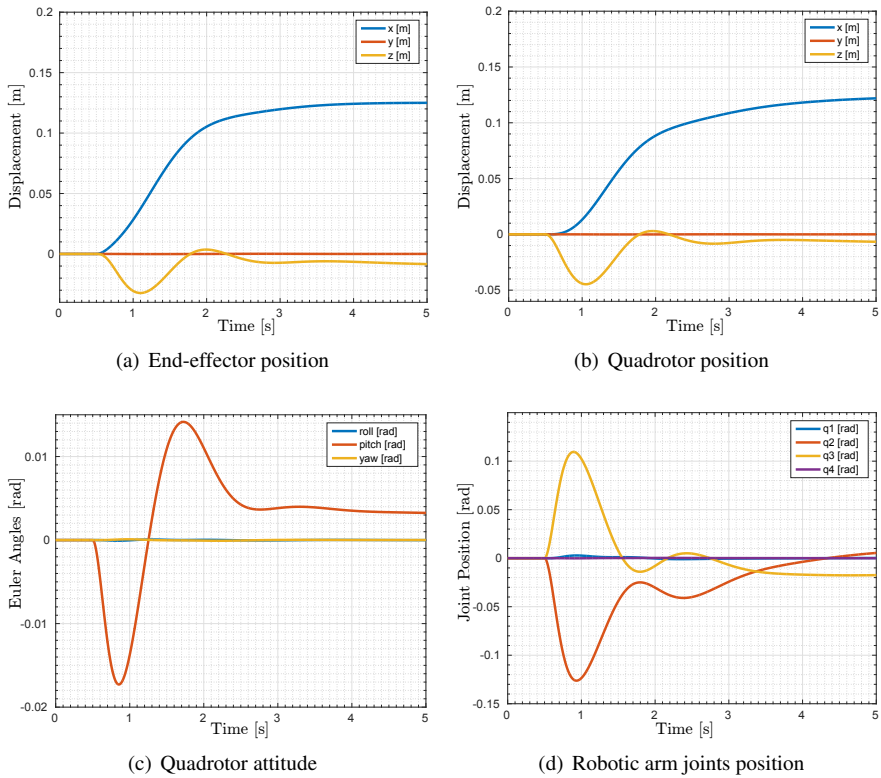 0.2
0.15
0.1
0.05
0
Displacement [m]
x [m]
y [m]
z [m]
0 1 2 3 4 5
Time [s]
(a) End-effector position
0.2
0.15
0.1
0.05
0
-0.05
Displacement [m]
x [m]
y [m]
z [m]
0 1 2 3 4 5
Time [s]
(b) Quadrotor position
0.01
0
-0.01
-0.02
Euler Angles [rad]
roll [rad]
pitch [rad]
yaw [rad]
0 1 2 3 4 5
Time [s]
(c) Quadrotor attitude
0.1
0.05
0
-0.05
-0.1
-0.15
Joint Position [rad]
q1 [rad]
q2 [rad]
q3 [rad]
q4 [rad]
0 1 2 3 4 5
Time [s]
(d) Robotic arm joints position